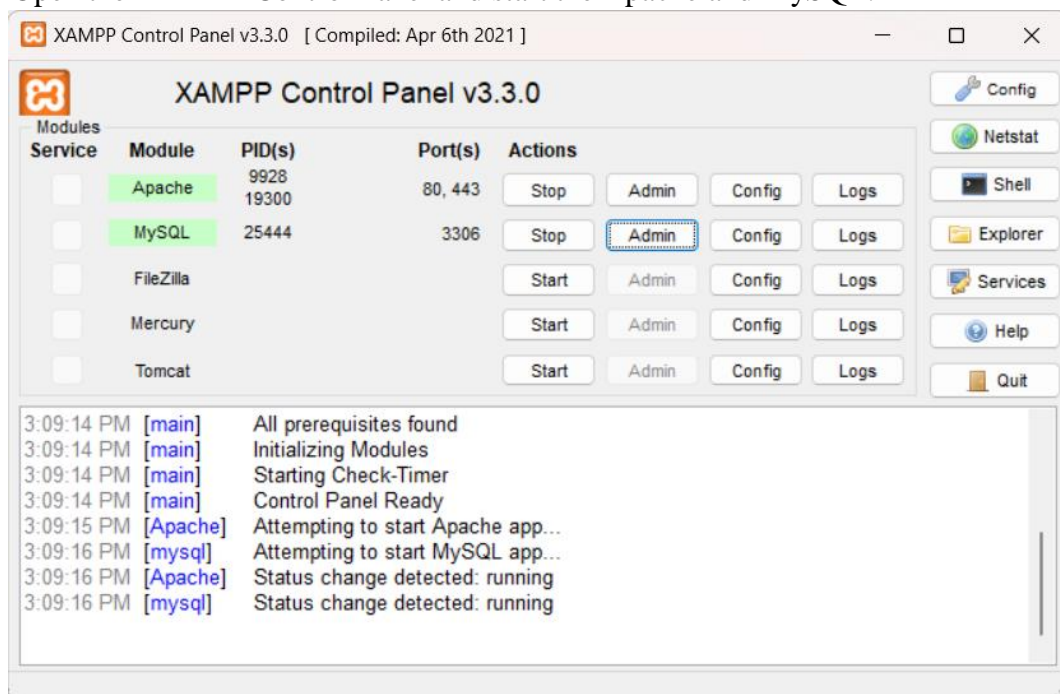 XAMPP Control Panel v3.3.0 [ Compiled: Apr 6th 2021 ]
XAMPP Control Panel v3.3.0
Config
Modules
Service Module PID(s) Port(s) Actions
Netstat
Apache 9928 19300 80, 443 Stop Admin Config Logs
Shell
MySQL 25444 3306 Stop Admin Config Logs
Explorer
FileZilla Start Admin Config Logs
Services
Mercury Start Admin Config Logs
Help
Tomcat Start Admin Config Logs
Quit
3:09:14 PM [main] All prerequisites found
3:09:14 PM [main] Initializing Modules
3:09:14 PM [main] Starting Check-Timer
3:09:14 PM [main] Control Panel Ready
3:09:15 PM [Apache] Attempting to start Apache app...
3:09:16 PM [mysql] Attempting to start MySQL app...
3:09:16 PM [Apache] Status change detected: running
3:09:16 PM [mysql] Status change detected: running